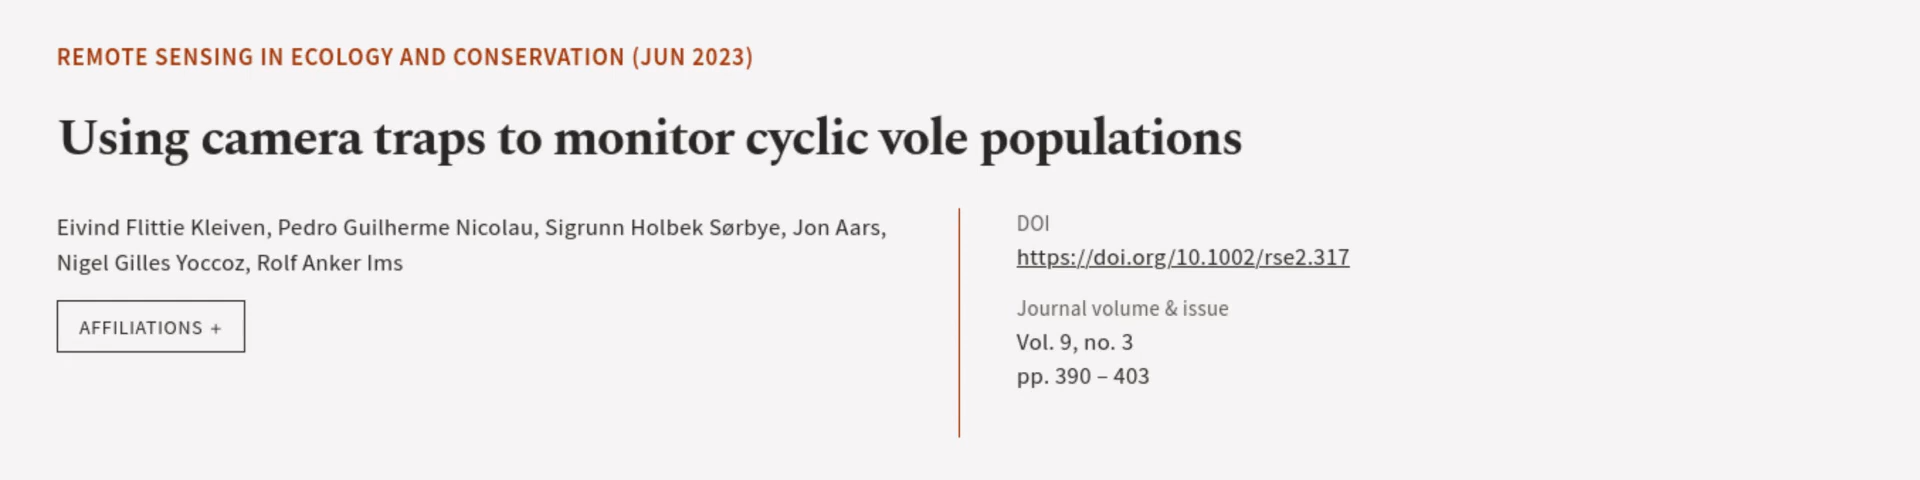 REMOTE SENSING IN ECOLOGY AND CONSERVATION (JUN 2023)
Using camera traps to monitor cyclic vole populations
Eivind Flittie Kleiven, Pedro Guilherme Nicolau, Sigrunn Holbek Sørbye, Jon Aars,
Nigel Gilles Yoccoz, Rolf Anker Ims
AFFILIATIONS +
DOI
https://doi.org/10.1002/rse2.317
Journal volume & issue
Vol. 9, no. 3
pp. 390 – 403